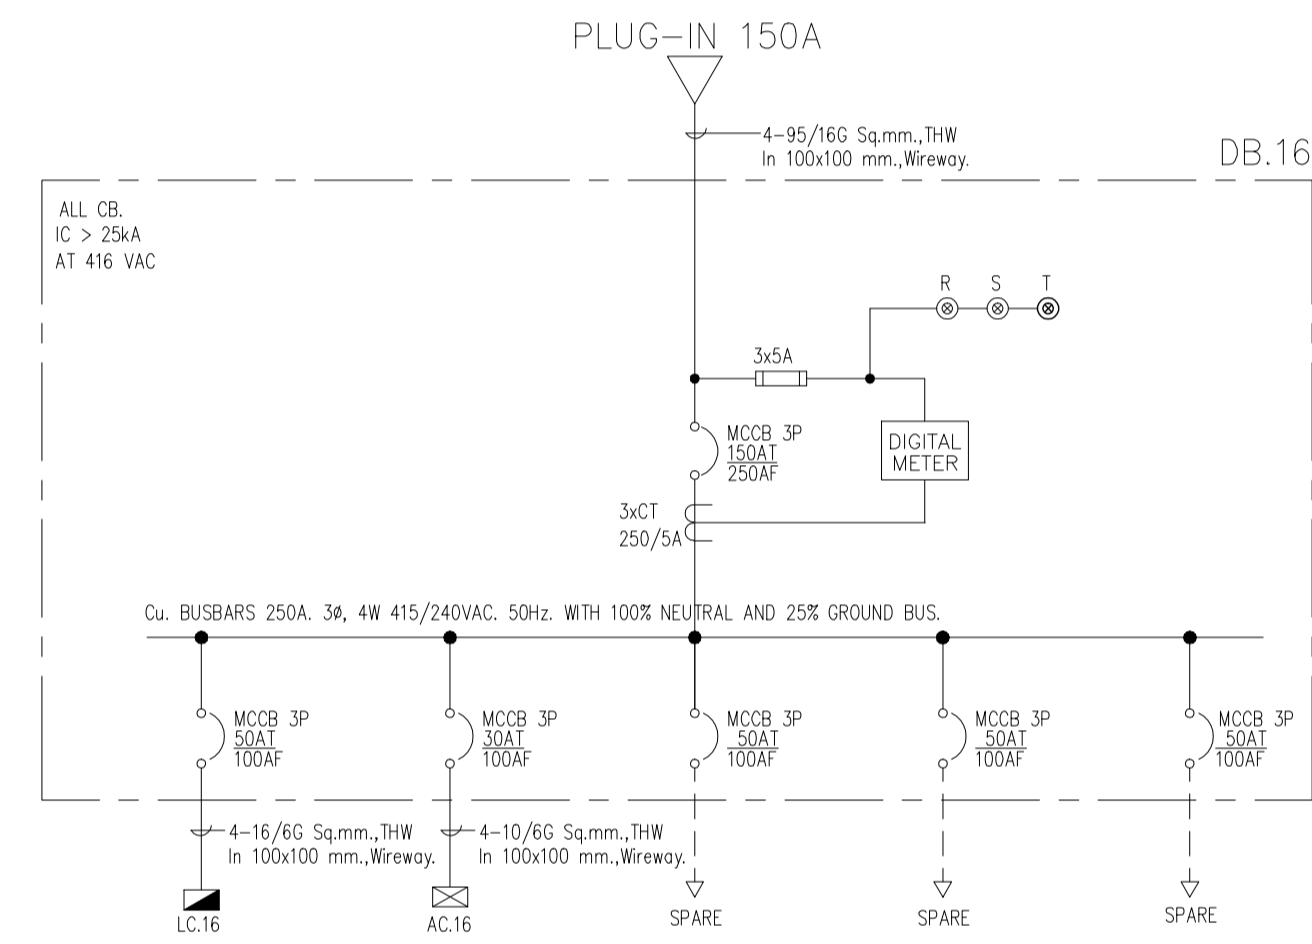 PLUG-IN 150A
4-95/16G Sq.mm.,THW
In 100x100 mm.,Wireway.
DB.16
ALL CB.
IC > 25kA
AT 416 VAC
R S T
3x5A
MCCB 3P
150AT
250AF
DIGITAL
METER
3xCT
250/5A
Cu. BUSBARS 250A. 3ø, 4W 415/240VAC. 50Hz. WITH 100% NEUTRAL AND 25% GROUND BUS.
MCCB 3P
50AT
100AF
MCCB 3P
30AT
100AF
MCCB 3P
50AT
100AF
MCCB 3P
50AT
100AF
MCCB 3P
50AT
100AF
4-16/6G Sq.mm.,THW
In 100x100 mm.,Wireway.
4-10/6G Sq.mm.,THW
In 100x100 mm.,Wireway.
LC.16
AC.16
SPARE
SPARE
SPARE